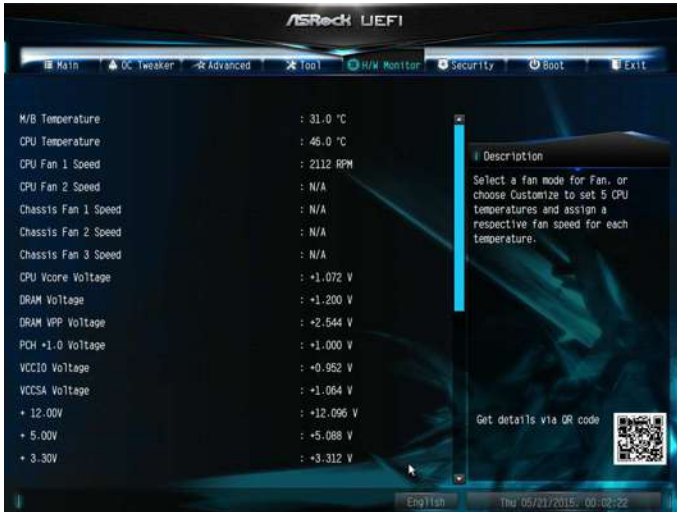 ASRock UEFI
Main OC Tweaker Advanced Tool H/W Monitor Security Boot Exit
M/B Temperature : 31.0 °C
CPU Temperature : 46.0 °C
CPU Fan 1 Speed : 2112 RPM
CPU Fan 2 Speed : N/A
Chassis Fan 1 Speed : N/A
Chassis Fan 2 Speed : N/A
Chassis Fan 3 Speed : N/A
CPU Vcore Voltage : +1.072 V
DRAM Voltage : +1.200 V
DRAM VPP Voltage : +2.544 V
PCH +1.0 Voltage : +1.000 V
VCCIO Voltage : +0.952 V
VCCSA Voltage : +1.064 V
+ 12.00V : +12.096 V
+ 5.00V : +5.088 V
+ 3.30V : +3.312 V
Description
Select a fan mode for Fan, or
choose Customize to set 5 CPU
temperatures and assign a
respective fan speed for each
temperature.
Get details via QR code
English
Thu 05/21/2015, 00:02:22